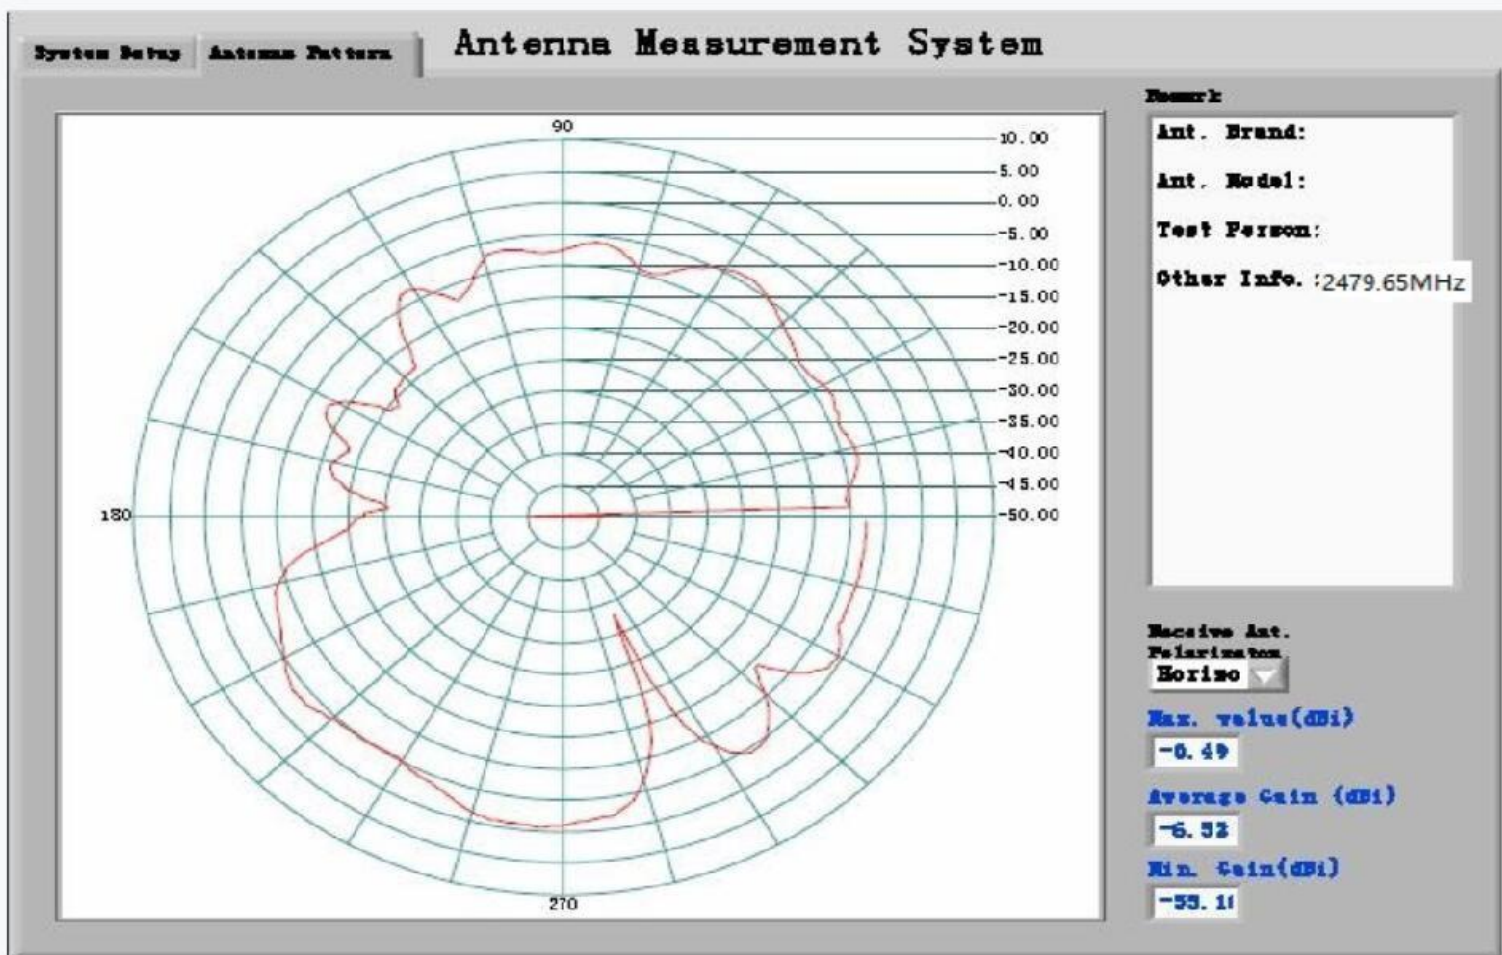 Antenna Measurement System
System Setup
Antenna Pattern
90
10.00
5.00
0.00
-5.00
-10.00
-15.00
-20.00
-25.00
-30.00
-35.00
-40.00
-45.00
-50.00
180
270
Remark
Ant. Brand:
Ant. Model:
Test Person:
Other Info.:2479.65MHz
Receive Ant.
Horizo
Max. value(dBi)
-0.49
Average Gain (dBi)
-6.52
Min. Gain(dBi)